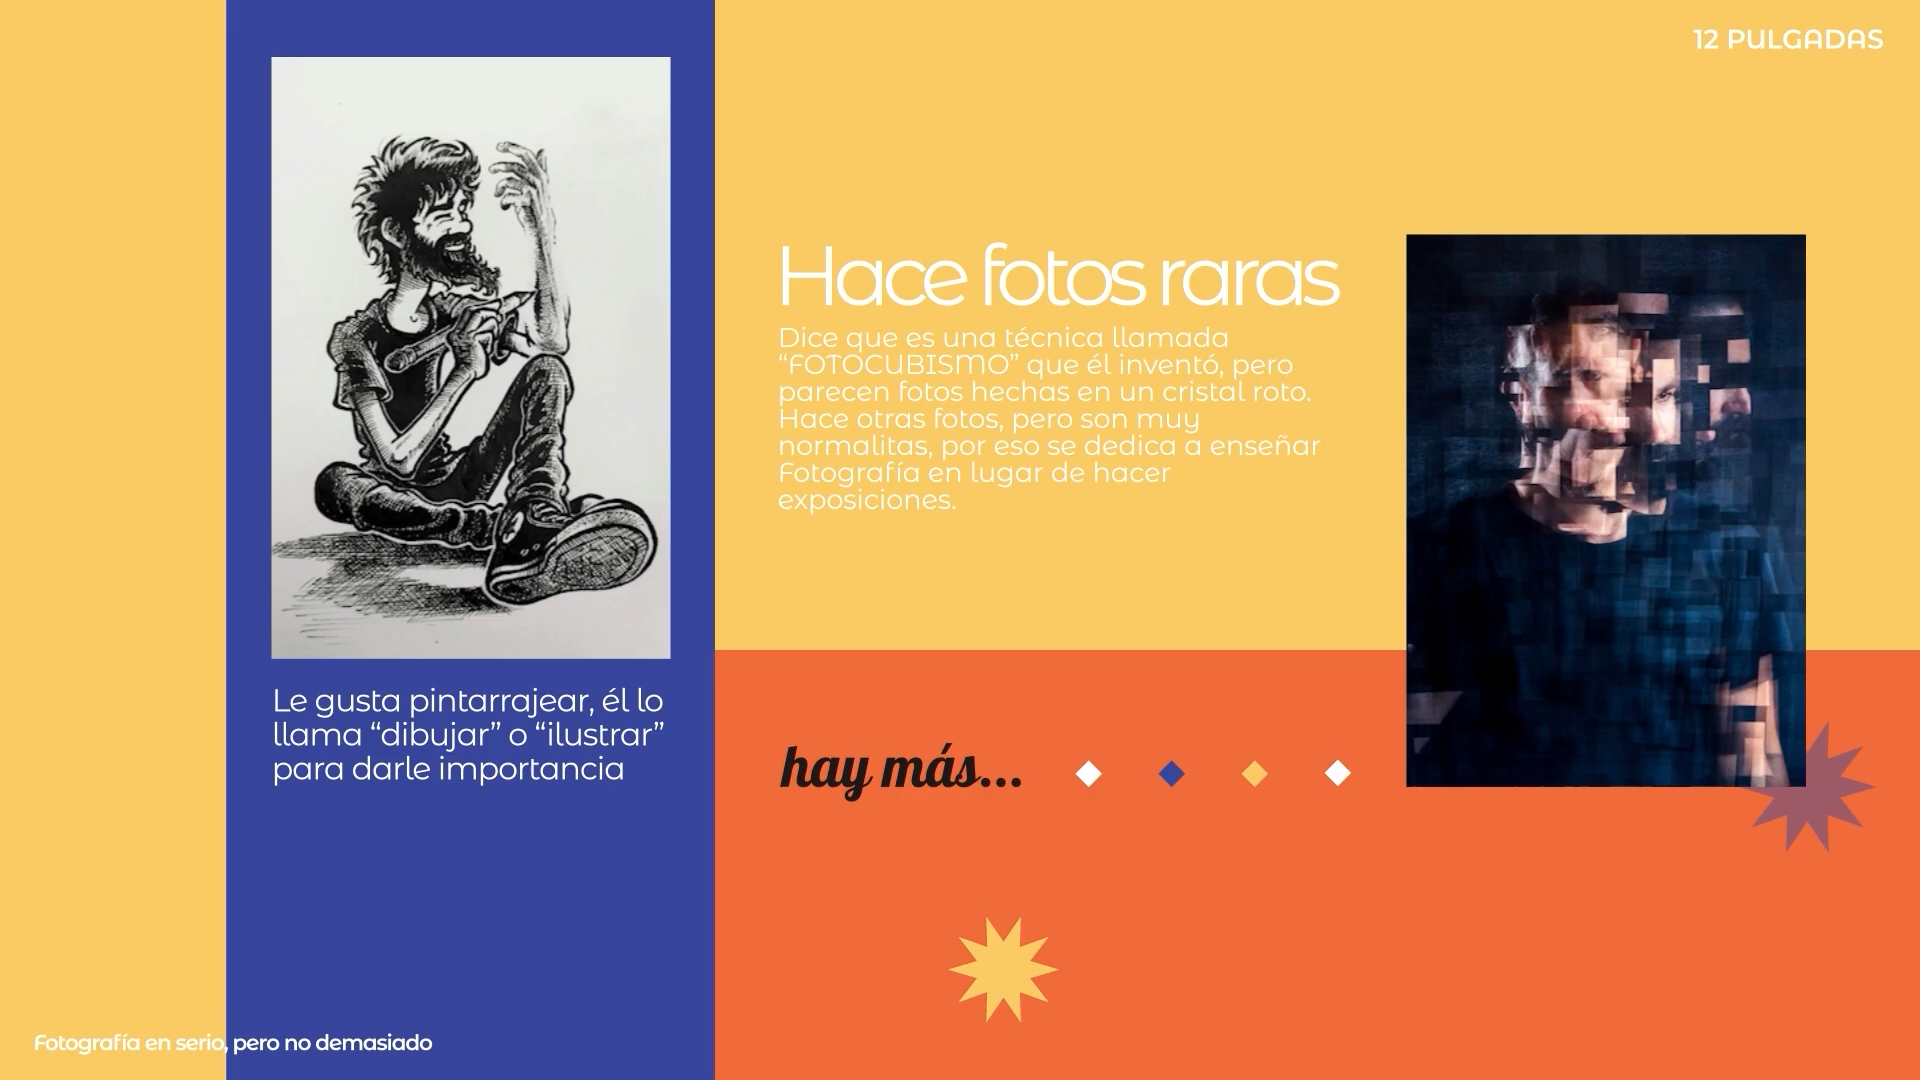 12 PULGADAS
Le gusta pintarrajear, él lo
llama “dibujar” o “ilustrar”
para darle importancia
Hace fotos raras
Dice que es una técnica llamada
“FOTOCUBISMO” que él inventó, pero
parecen fotos hechas en un cristal roto.
Hace otras fotos, pero son muy
normalitas, por eso se dedica a enseñar
Fotografía en lugar de hacer
exposiciones.
hay más...
Fotografía en serio, pero no demasiado